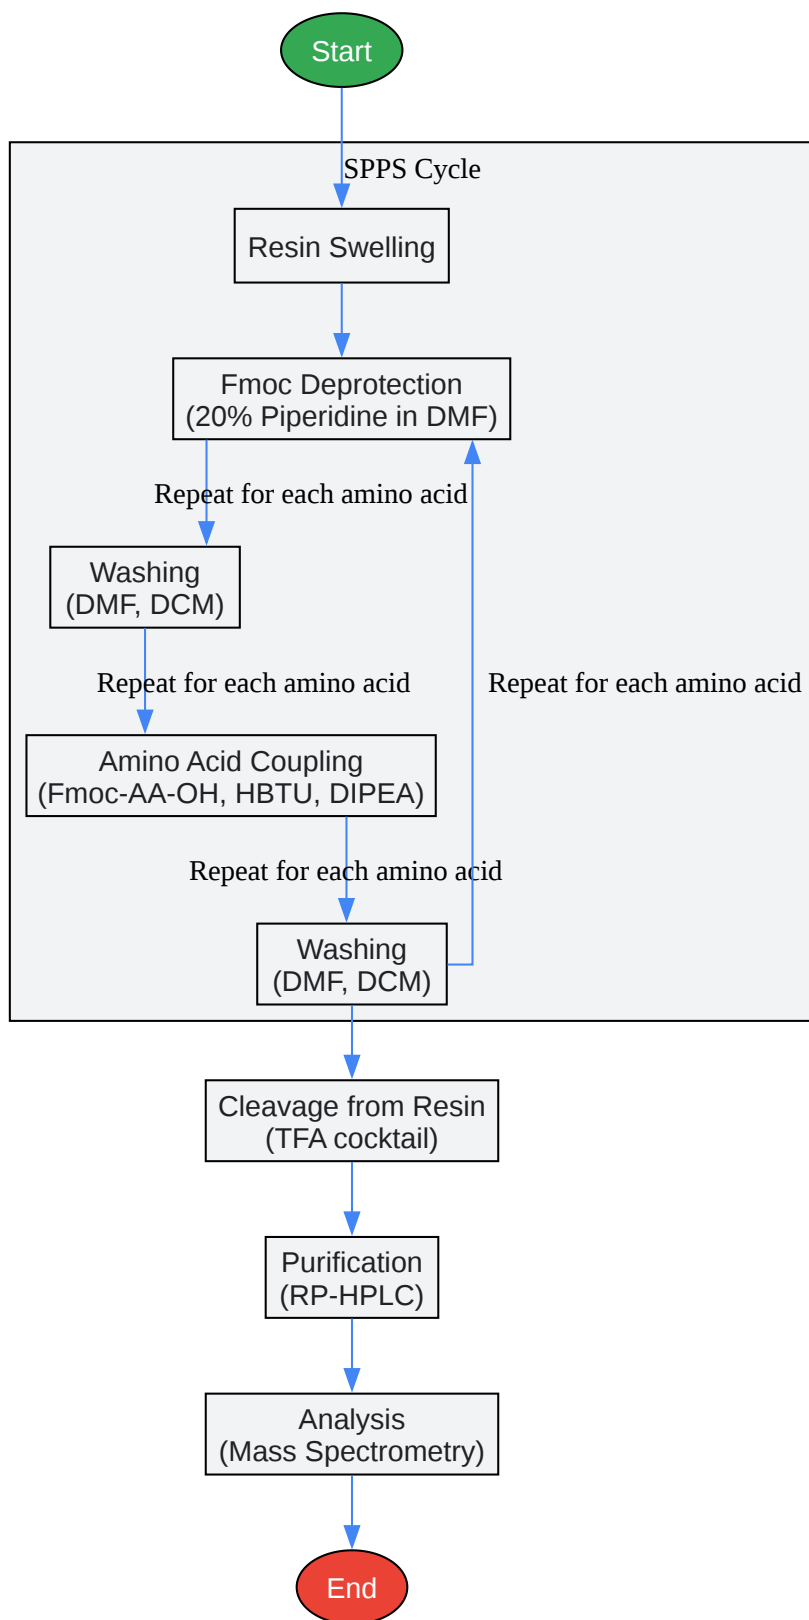 Start
SPPS Cycle
Resin Swelling
Fmoc Deprotection
(20% Piperidine in DMF)
Repeat for each amino acid
Washing
(DMF, DCM)
Repeat for each amino acid
Repeat for each amino acid
Amino Acid Coupling
(Fmoc-AA-OH, HBTU, DIPEA)
Repeat for each amino acid
Washing
(DMF, DCM)
Cleavage from Resin
(TFA cocktail)
Purification
(RP-HPLC)
Analysis
(Mass Spectrometry)
End